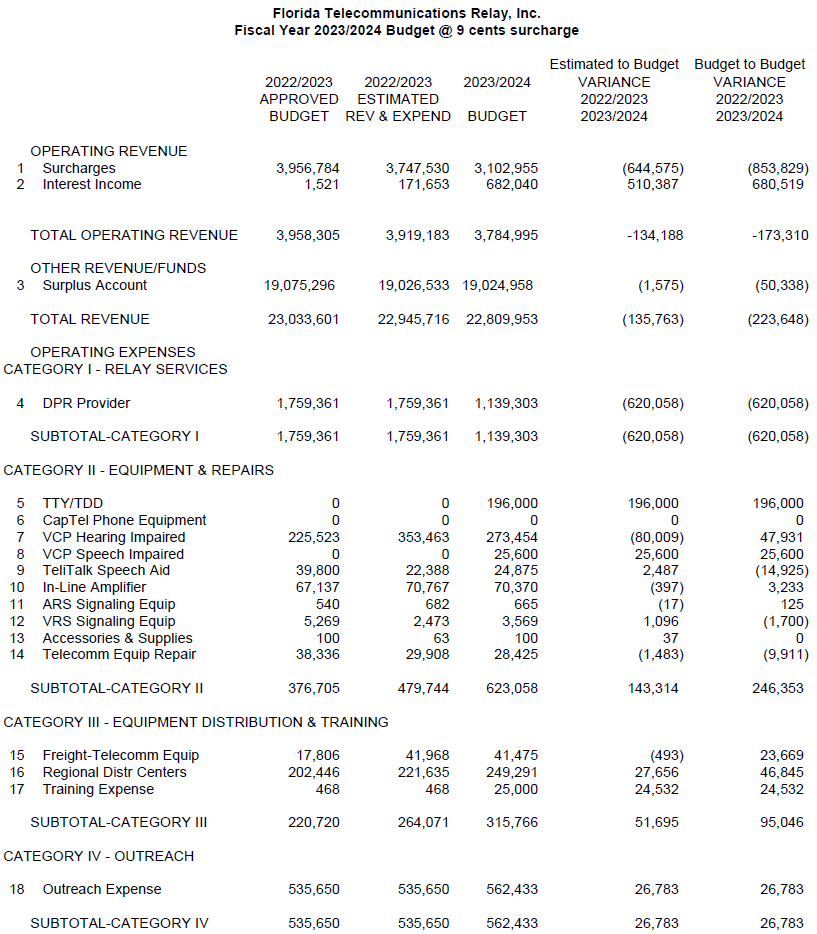 Florida Telecommunications Relay, Inc.
Fiscal Year 2023/2024 Budget @ 9 cents surcharge
Estimated to Budget Budget to Budget
2022/2023 2022/2023 2023/2024 VARIANCE VARIANCE
APPROVED ESTIMATED 2022/2023 2022/2023
BUDGET REV & EXPEND BUDGET 2023/2024 2023/2024
OPERATING REVENUE
1 Surcharges 3,956,784 3,747,530 3,102,955 (644,575) (853,829)
2 Interest Income 1,521 171,653 682,040 510,387 680,519
TOTAL OPERATING REVENUE 3,958,305 3,919,183 3,784,995 -134,188 -173,310
OTHER REVENUE/FUNDS
3 Surplus Account 19,075,296 19,026,533 19,024,958 (1,575) (50,338)
TOTAL REVENUE 23,033,601 22,945,716 22,809,953 (135,763) (223,648)
OPERATING EXPENSES
CATEGORY I - RELAY SERVICES
4 DPR Provider 1,759,361 1,759,361 1,139,303 (620,058) (620,058)
SUBTOTAL-CATEGORY I 1,759,361 1,759,361 1,139,303 (620,058) (620,058)
CATEGORY II - EQUIPMENT & REPAIRS
5 TTY/TDD 0 0 196,000 196,000 196,000
6 CapTel Phone Equipment 0 0 0 0 0
7 VCP Hearing Impaired 225,523 353,463 273,454 (80,009) 47,931
8 VCP Speech Impaired 0 0 25,600 25,600 25,600
9 TeliTalk Speech Aid 39,800 22,388 24,875 2,487 (14,925)
10 In-Line Amplifier 67,137 70,767 70,370 (397) 3,233
11 ARS Signaling Equip 540 682 665 (17) 125
12 VRS Signaling Equip 5,269 2,473 3,569 1,096 (1,700)
13 Accessories & Supplies 100 63 100 37 0
14 Telecomm Equip Repair 38,336 29,908 28,425 (1,483) (9,911)
SUBTOTAL-CATEGORY II 376,705 479,744 623,058 143,314 246,353
CATEGORY III - EQUIPMENT DISTRIBUTION & TRAINING
15 Freight-Telecomm Equip 17,806 41,968 41,475 (493) 23,669
16 Regional Distr Centers 202,446 221,635 249,291 27,656 46,845
17 Training Expense 468 468 25,000 24,532 24,532
SUBTOTAL-CATEGORY III 220,720 264,071 315,766 51,695 95,046
CATEGORY IV - OUTREACH
18 Outreach Expense 535,650 535,650 562,433 26,783 26,783
SUBTOTAL-CATEGORY IV 535,650 535,650 562,433 26,783 26,783